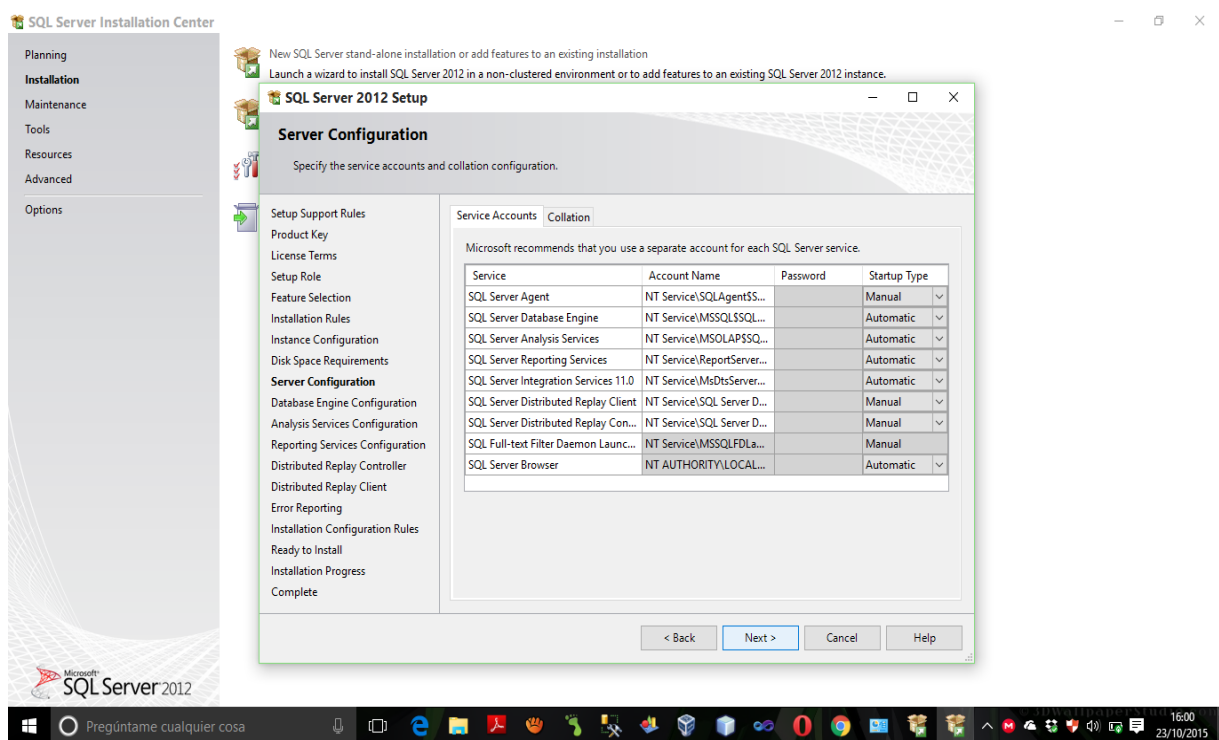 SQL Server Installation Center
Planning
Installation
Maintenance
Tools
Resources
Advanced
Options
New SQL Server stand-alone installation or add features to an existing installation
Launch a wizard to install SQL Server 2012 in a non-clustered environment or to add features to an existing SQL Server 2012 instance.
SQL Server 2012 Setup
Server Configuration
Specify the service accounts and collation configuration.
Setup Support Rules
Product Key
License Terms
Setup Role
Feature Selection
Installation Rules
Instance Configuration
Disk Space Requirements
Server Configuration
Database Engine Configuration
Analysis Services Configuration
Reporting Services Configuration
Distributed Replay Controller
Distributed Replay Client
Error Reporting
Installation Configuration Rules
Ready to Install
Installation Progress
Complete
Service Accounts Collation
Microsoft recommends that you use a separate account for each SQL Server service.
Service Account Name Password Startup Type
SQL Server Agent NT Service\SQLAgent$S... Manual
SQL Server Database Engine NT Service\MSSQL$SQL... Automatic
SQL Server Analysis Services NT Service\MSOLAP$SQ... Automatic
SQL Server Reporting Services NT Service\ReportServer... Automatic
SQL Server Integration Services 11.0 NT Service\MsDtsServer... Automatic
SQL Server Distributed Replay Client NT Service\SQL Server D... Manual
SQL Server Distributed Replay Con... NT Service\SQL Server D... Manual
SQL Full-text Filter Daemon Launc... NT Service\MSSQLFDLa... Manual
SQL Server Browser NT AUTHORITY\LOCAL... Automatic
< Back Next > Cancel Help
Microsoft
SQL Server 2012
Pregúntame cualquier cosa
16:00
23/10/2015